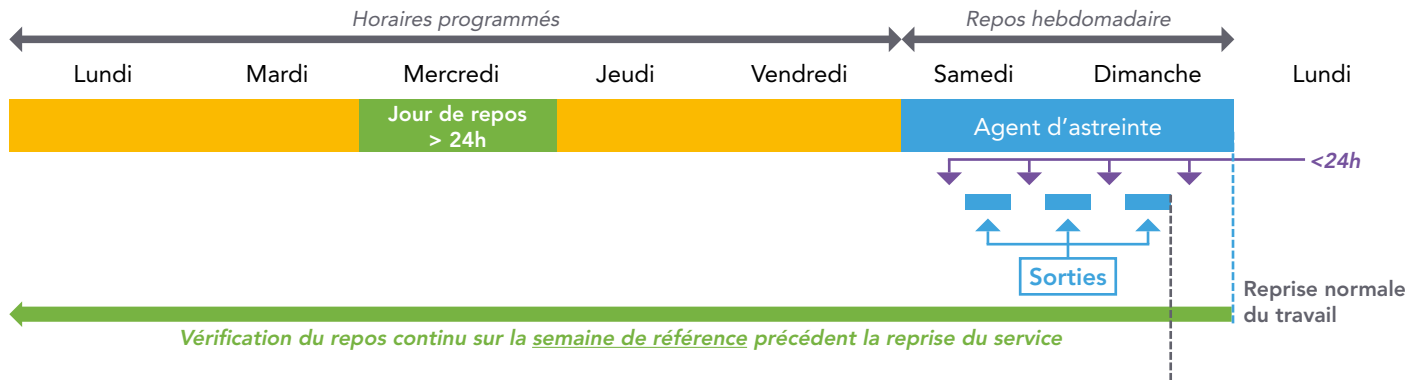 Horaires programmés
Repos hebdomadaire
Lundi Mardi Mercredi Jeudi Vendredi Samedi Dimanche Lundi
Jour de repos
> 24h
Agent d’astreinte
<24h
Sorties
Reprise normale
du travail
Vérification du repos continu sur la semaine de référence précédent la reprise du service